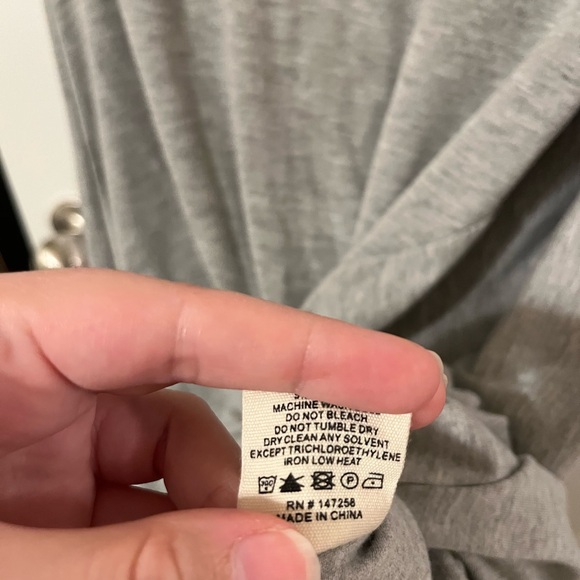 MACHINE
DO NOT BLEACH
DO NOT TUMBLE DRY
DRY CLEAN ANY SOLVENT
EXCEPT TRICHLOROETHYLENE
IRON LOW HEAT
P
RN # 147258
MADE IN CHINA